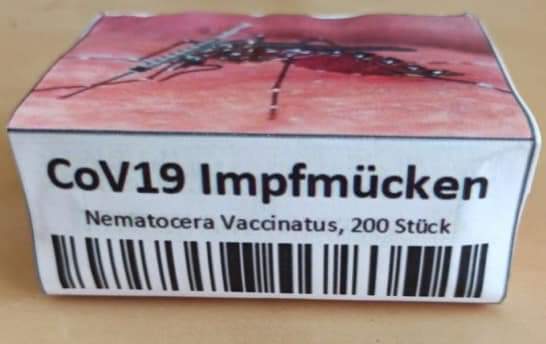 CoV19 Impfmücken
Nematocera Vaccinatus, 200 Stück